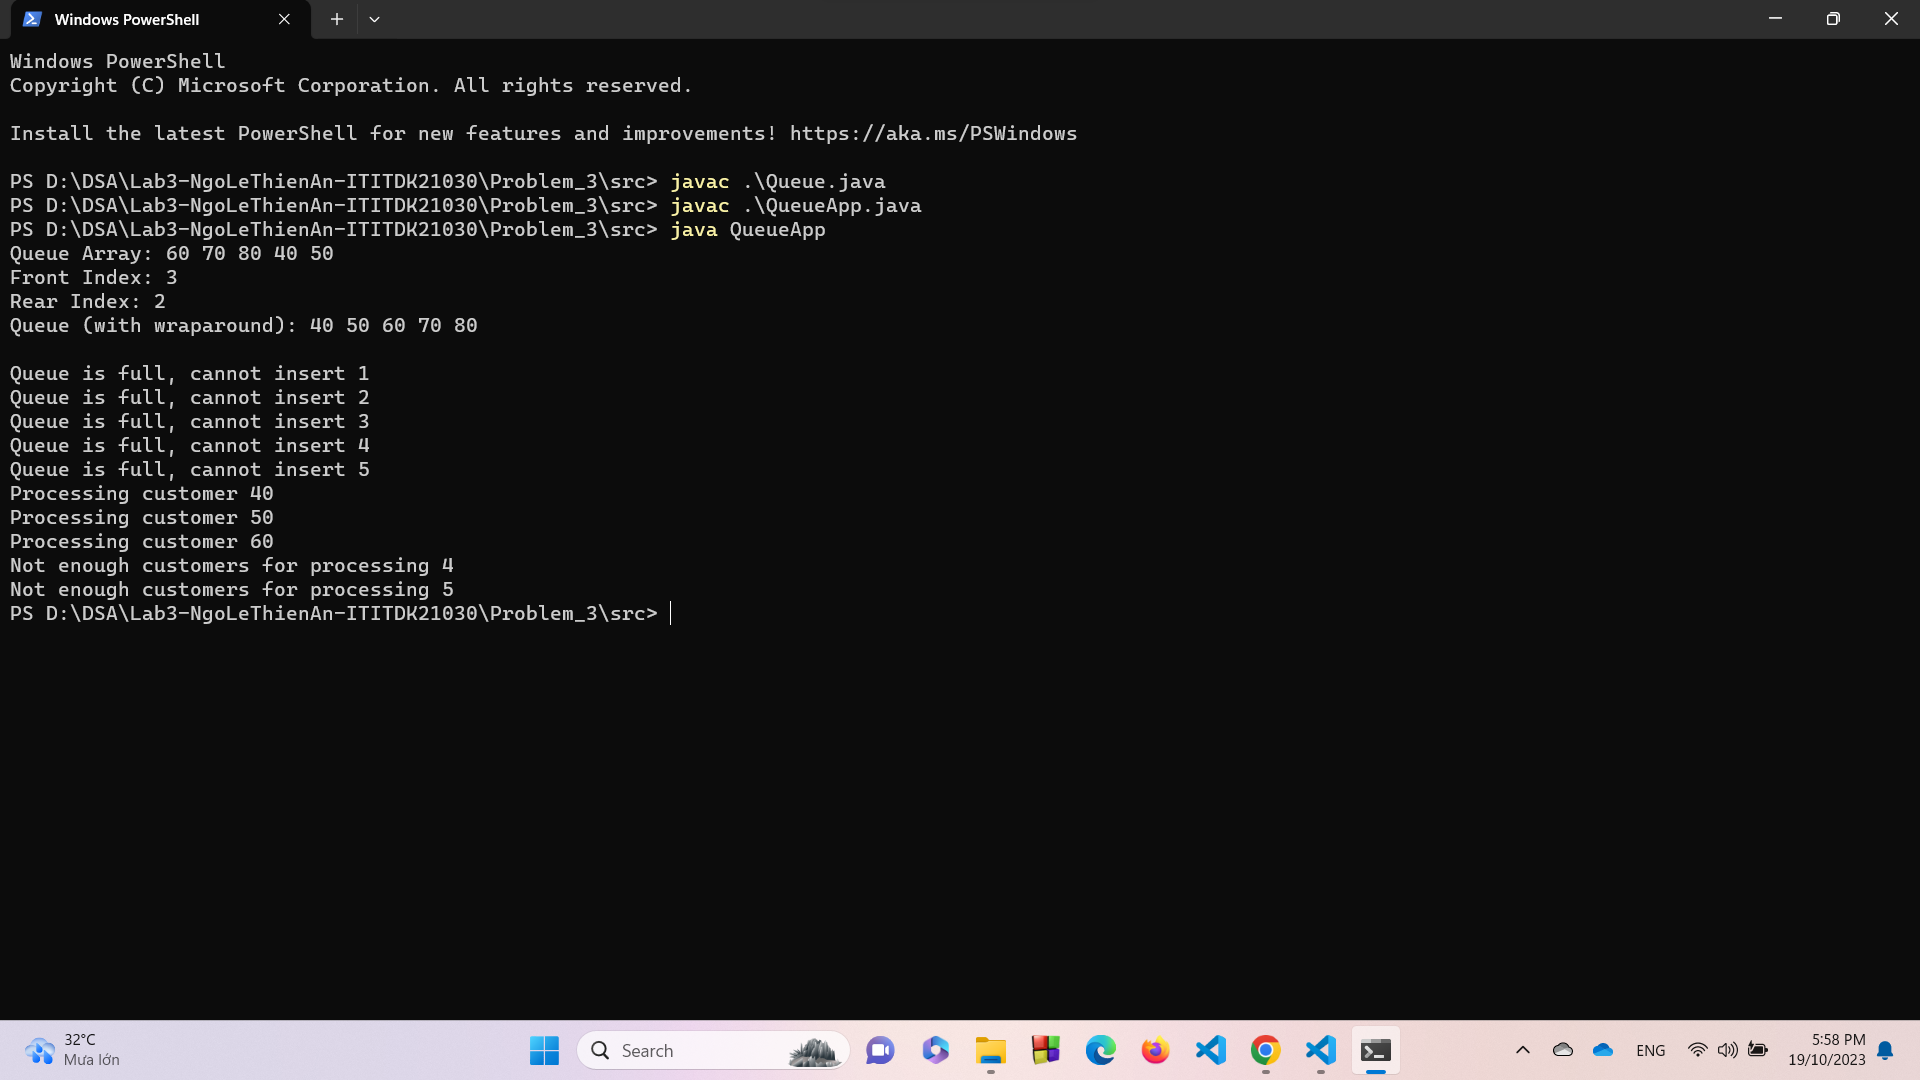 Windows PowerShell
Windows PowerShell
Copyright (C) Microsoft Corporation. All rights reserved.
Install the latest PowerShell for new features and improvements! https://aka.ms/PSWindows
PS D:\DSA\Lab3-NgoLeThienAn-ITITDK21030\Problem_3\src> javac .\Queue.java
PS D:\DSA\Lab3-NgoLeThienAn-ITITDK21030\Problem_3\src> javac .\QueueApp.java
PS D:\DSA\Lab3-NgoLeThienAn-ITITDK21030\Problem_3\src> java QueueApp
Queue Array: 60 70 80 40 50
Front Index: 3
Rear Index: 2
Queue (with wraparound): 40 50 60 70 80
Queue is full, cannot insert 1
Queue is full, cannot insert 2
Queue is full, cannot insert 3
Queue is full, cannot insert 4
Queue is full, cannot insert 5
Processing customer 40
Processing customer 50
Processing customer 60
Not enough customers for processing 4
Not enough customers for processing 5
PS D:\DSA\Lab3-NgoLeThienAn-ITITDK21030\Problem_3\src>
32°C
Mưa lớn
Search
ENG
5:58 PM
19/10/2023